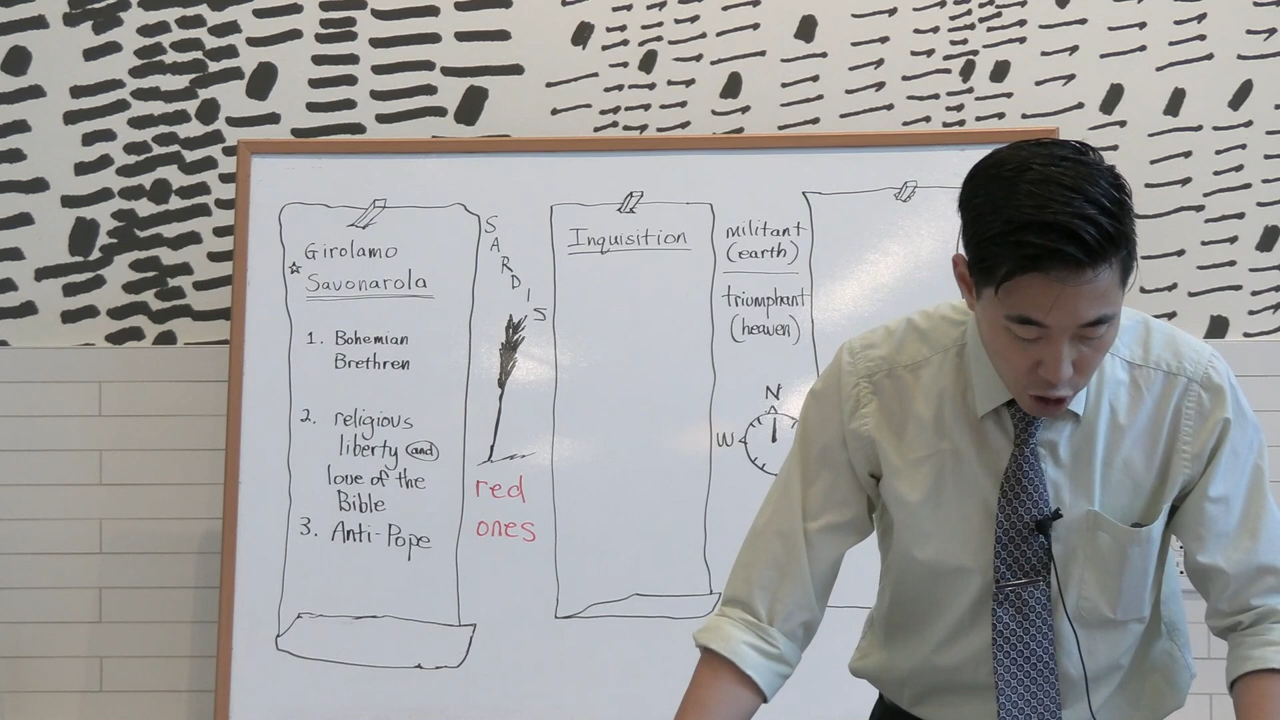 Girolamo
☆ Savonarola
1. Bohemian
Brethren
2. religious
liberty and
love of the
Bible
3. Anti-Pope
SARDIS
red
ones
Inquisition
militant
(earth)
triumphant
(heaven)
N
W